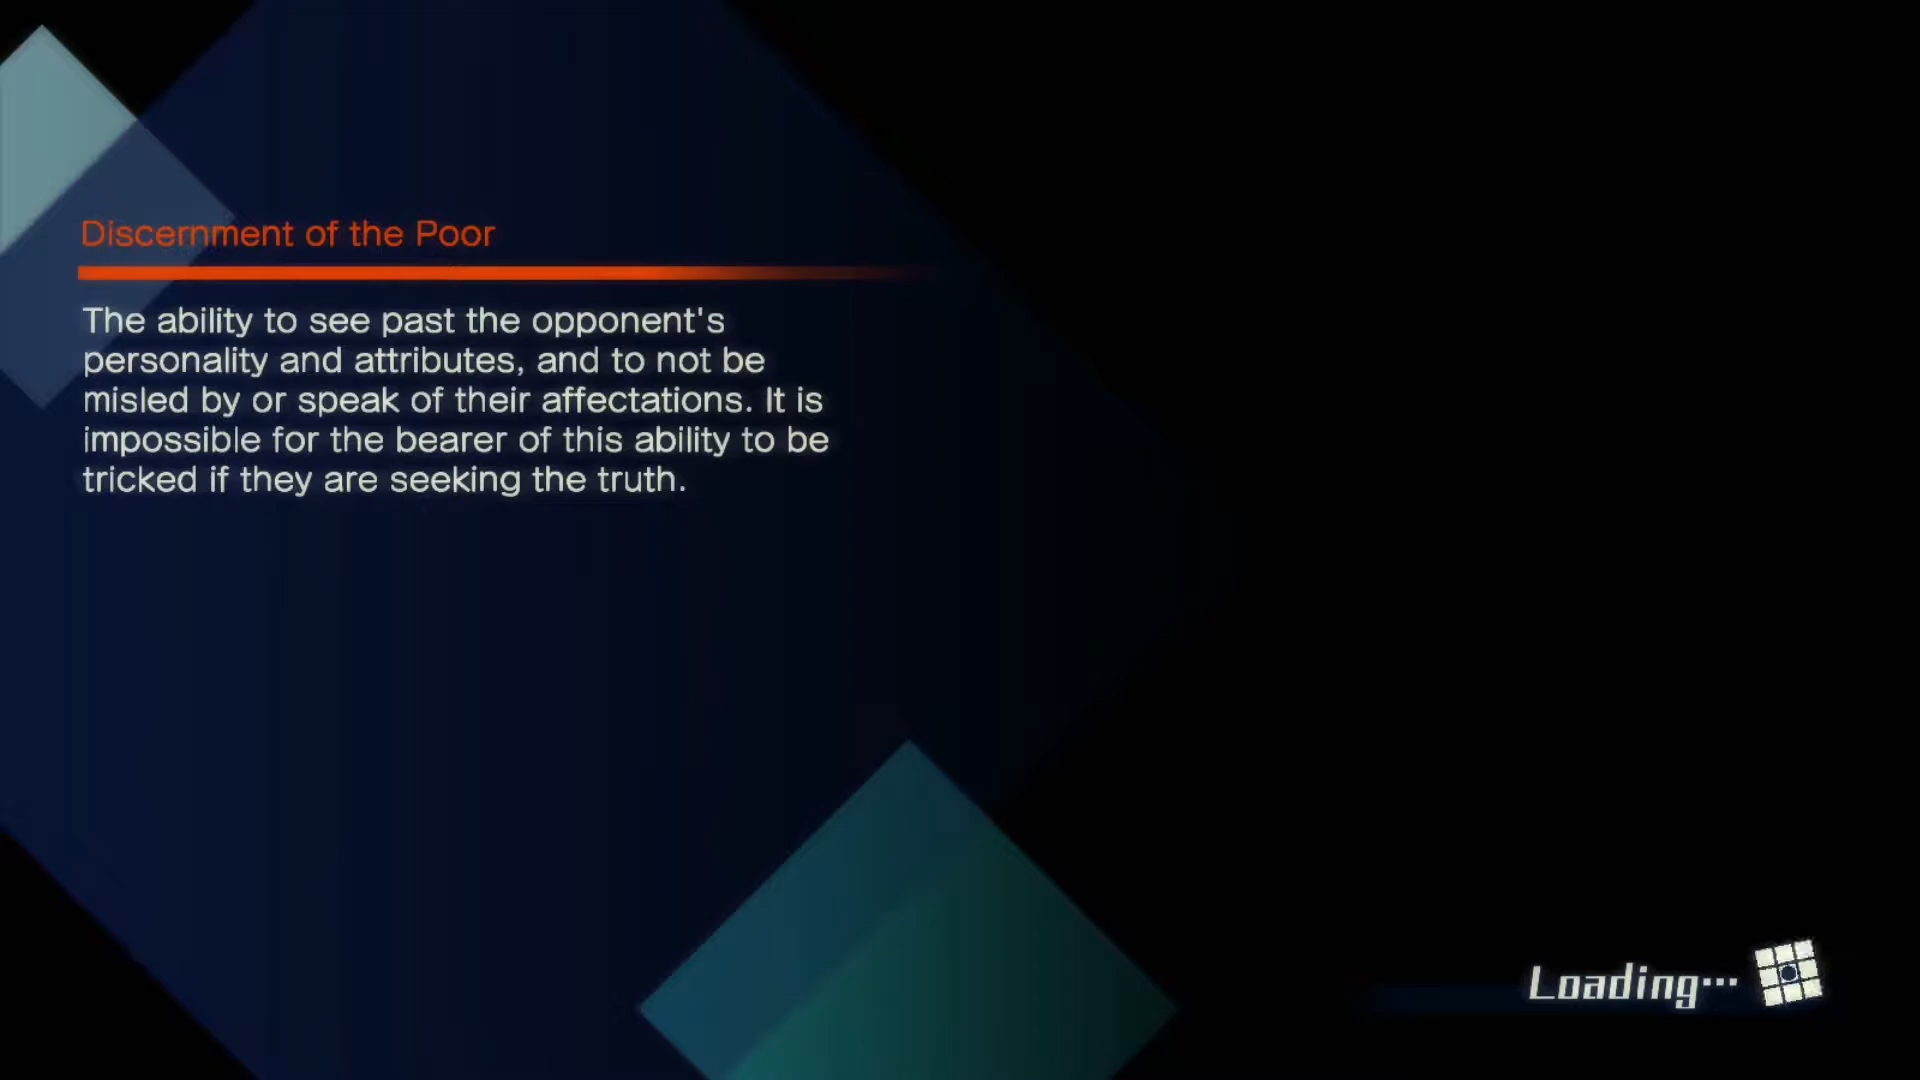 Discernment of the Poor
The ability to see past the opponent's
personality and attributes, and to not be
misled by or speak of their affectations. It is
impossible for the bearer of this ability to be
tricked if they are seeking the truth.
Loading…